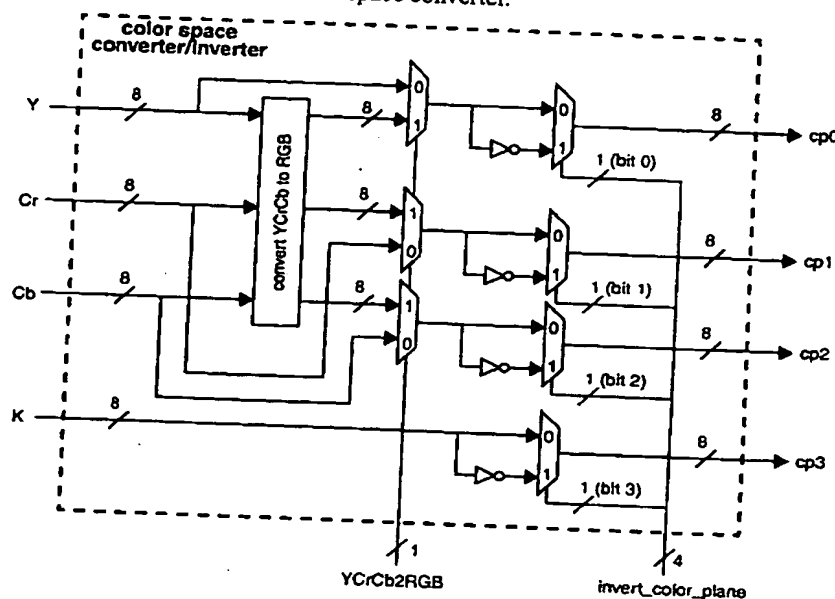 space converter.
color space
converter/inverter
Y
8
0
1
8
convert YCrCb to RGB
0
1
8
cp0
1 (bit 0)
Cr
8
8
1
0
0
1
8
cp1
1 (bit 1)
Cb
8
8
1
0
0
1
8
cp2
1 (bit 2)
K
8
0
1
8
cp3
1 (bit 3)
1
YCrCb2RGB
4
invert_color_plane